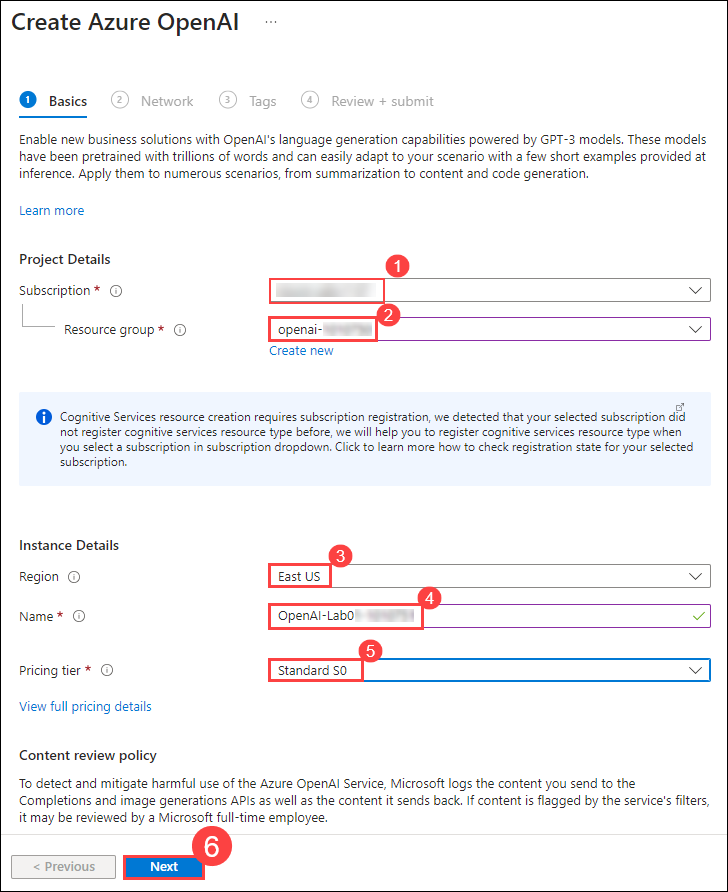 Create Azure OpenAI ...
1 Basics 2 Network 3 Tags 4 Review + submit
Enable new business solutions with OpenAI's language generation capabilities powered by GPT-3 models. These models
have been pretrained with trillions of words and can easily adapt to your scenario with a few short examples provided at
inference. Apply them to numerous scenarios, from summarization to content and code generation.
Learn more
Project Details
1
Subscription *
2
Resource group * openai-
Create new
Cognitive Services resource creation requires subscription registration, we detected that your selected subscription did
not register cognitive services resource type before, we will help you to register cognitive services resource type when
you select a subscription in subscription dropdown. Click to learn more how to check registration state for your selected
subscription.
Instance Details
3
Region East US
4
Name * OpenAI-Lab0
5
Pricing tier * Standard S0
View full pricing details
Content review policy
To detect and mitigate harmful use of the Azure OpenAI Service, Microsoft logs the content you send to the
Completions and image generations APIs as well as the content it sends back. If content is flagged by the service's filters,
it may be reviewed by a Microsoft full-time employee.
6
< Previous Next